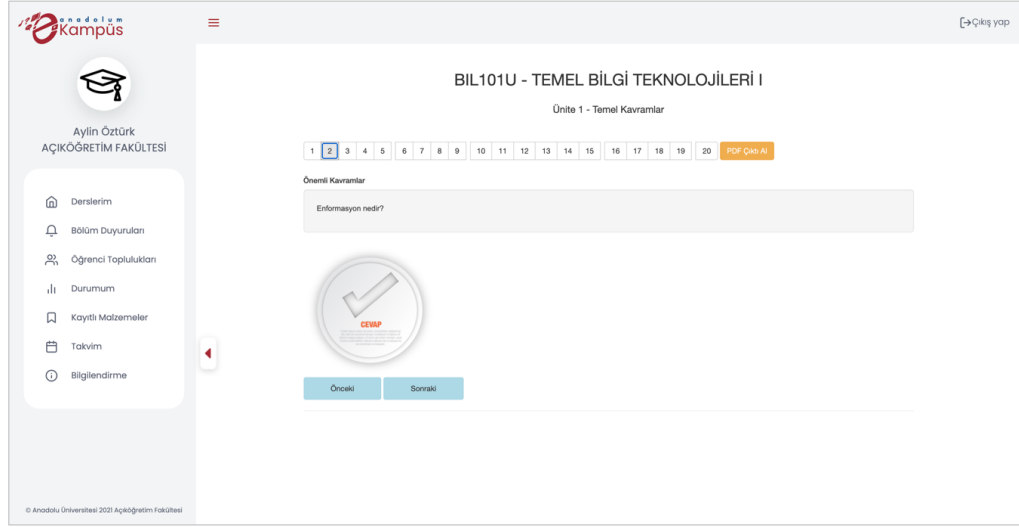 anadolum
eKampüs
Çıkış yap
Aylin Öztürk
AÇIKÖĞRETİM FAKÜLTESİ
Derslerim
Bölüm Duyuruları
Öğrenci Toplulukları
Durumum
Kayıtlı Malzemeler
Takvim
Bilgilendirme
© Anadolu Üniversitesi 2021 Açıköğretim Fakültesi
BIL101U - TEMEL BİLGİ TEKNOLOJİLERİ I
Ünite 1 - Temel Kavramlar
1 2 3 4 5 6 7 8 9 10 11 12 13 14 15 16 17 18 19 20 PDF Çıktı Al
Önemli Kavramlar
Enformasyon nedir?
CEVAP
Önceki Sonraki